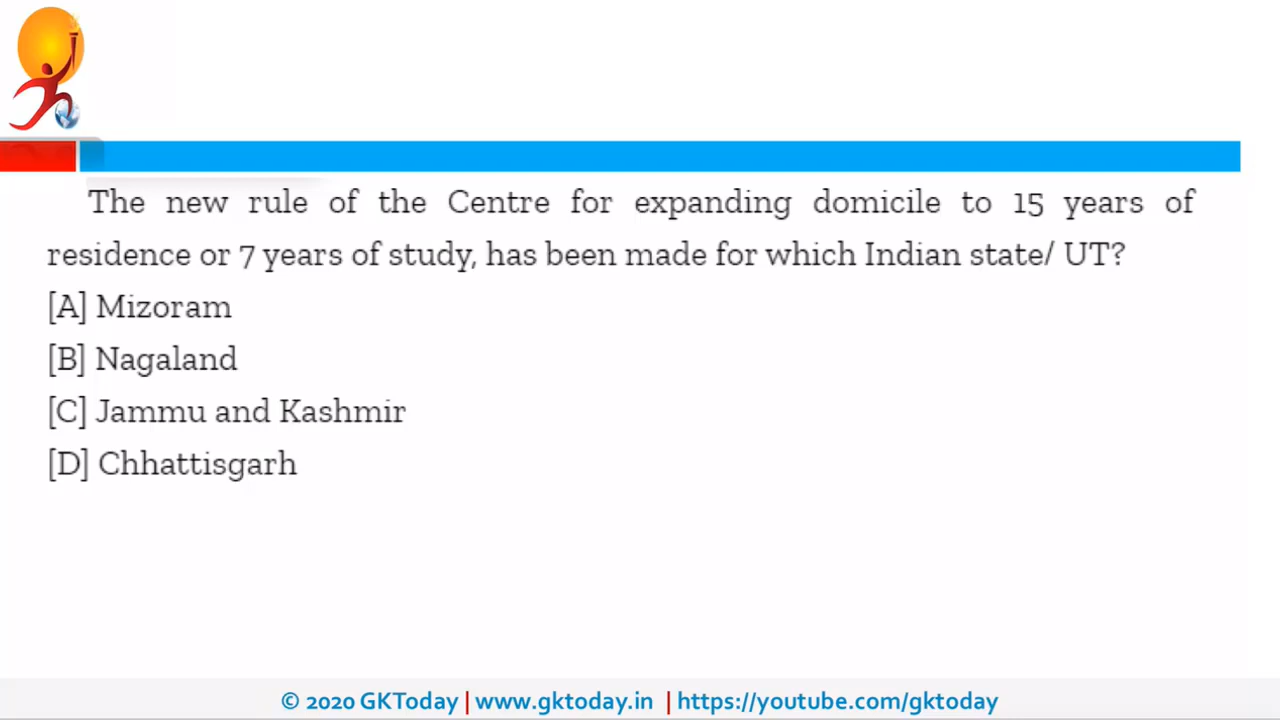 The new rule of the Centre for expanding domicile to 15 years of
residence or 7 years of study, has been made for which Indian state/ UT?
[A] Mizoram
[B] Nagaland
[C] Jammu and Kashmir
[D] Chhattisgarh
© 2020 GKToday | www.gktoday.in | https://youtube.com/gktoday